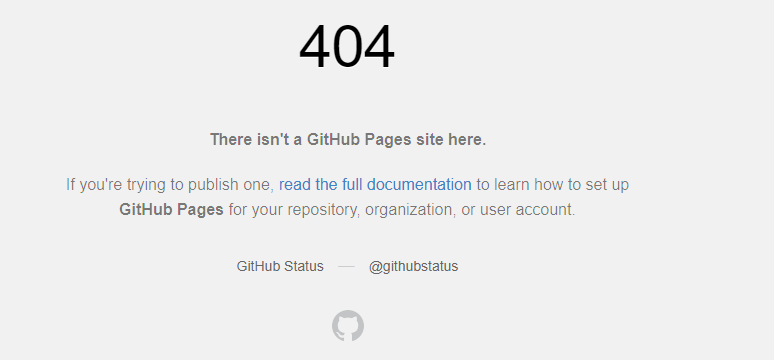 404
There isn't a GitHub Pages site here.
If you're trying to publish one, read the full documentation to learn how to set up
GitHub Pages for your repository, organization, or user account.
GitHub Status — @githubstatus